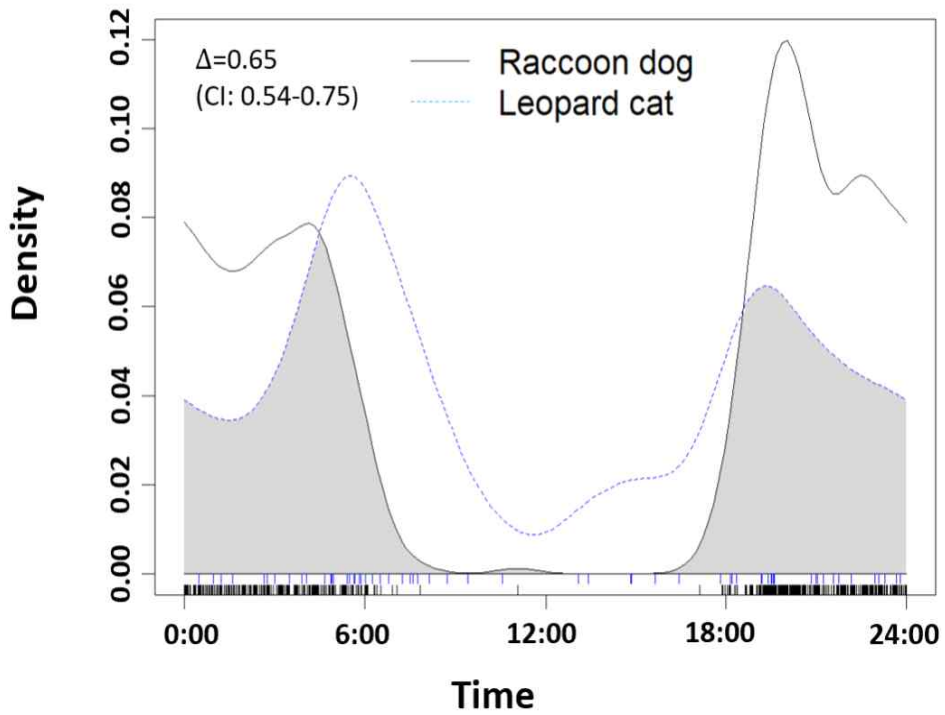 Δ=0.65
(CI: 0.54-0.75)
Raccoon dog
Leopard cat
Density
0.12
0.10
0.08
0.06
0.04
0.02
0.00
0:00 6:00 12:00 18:00 24:00
Time